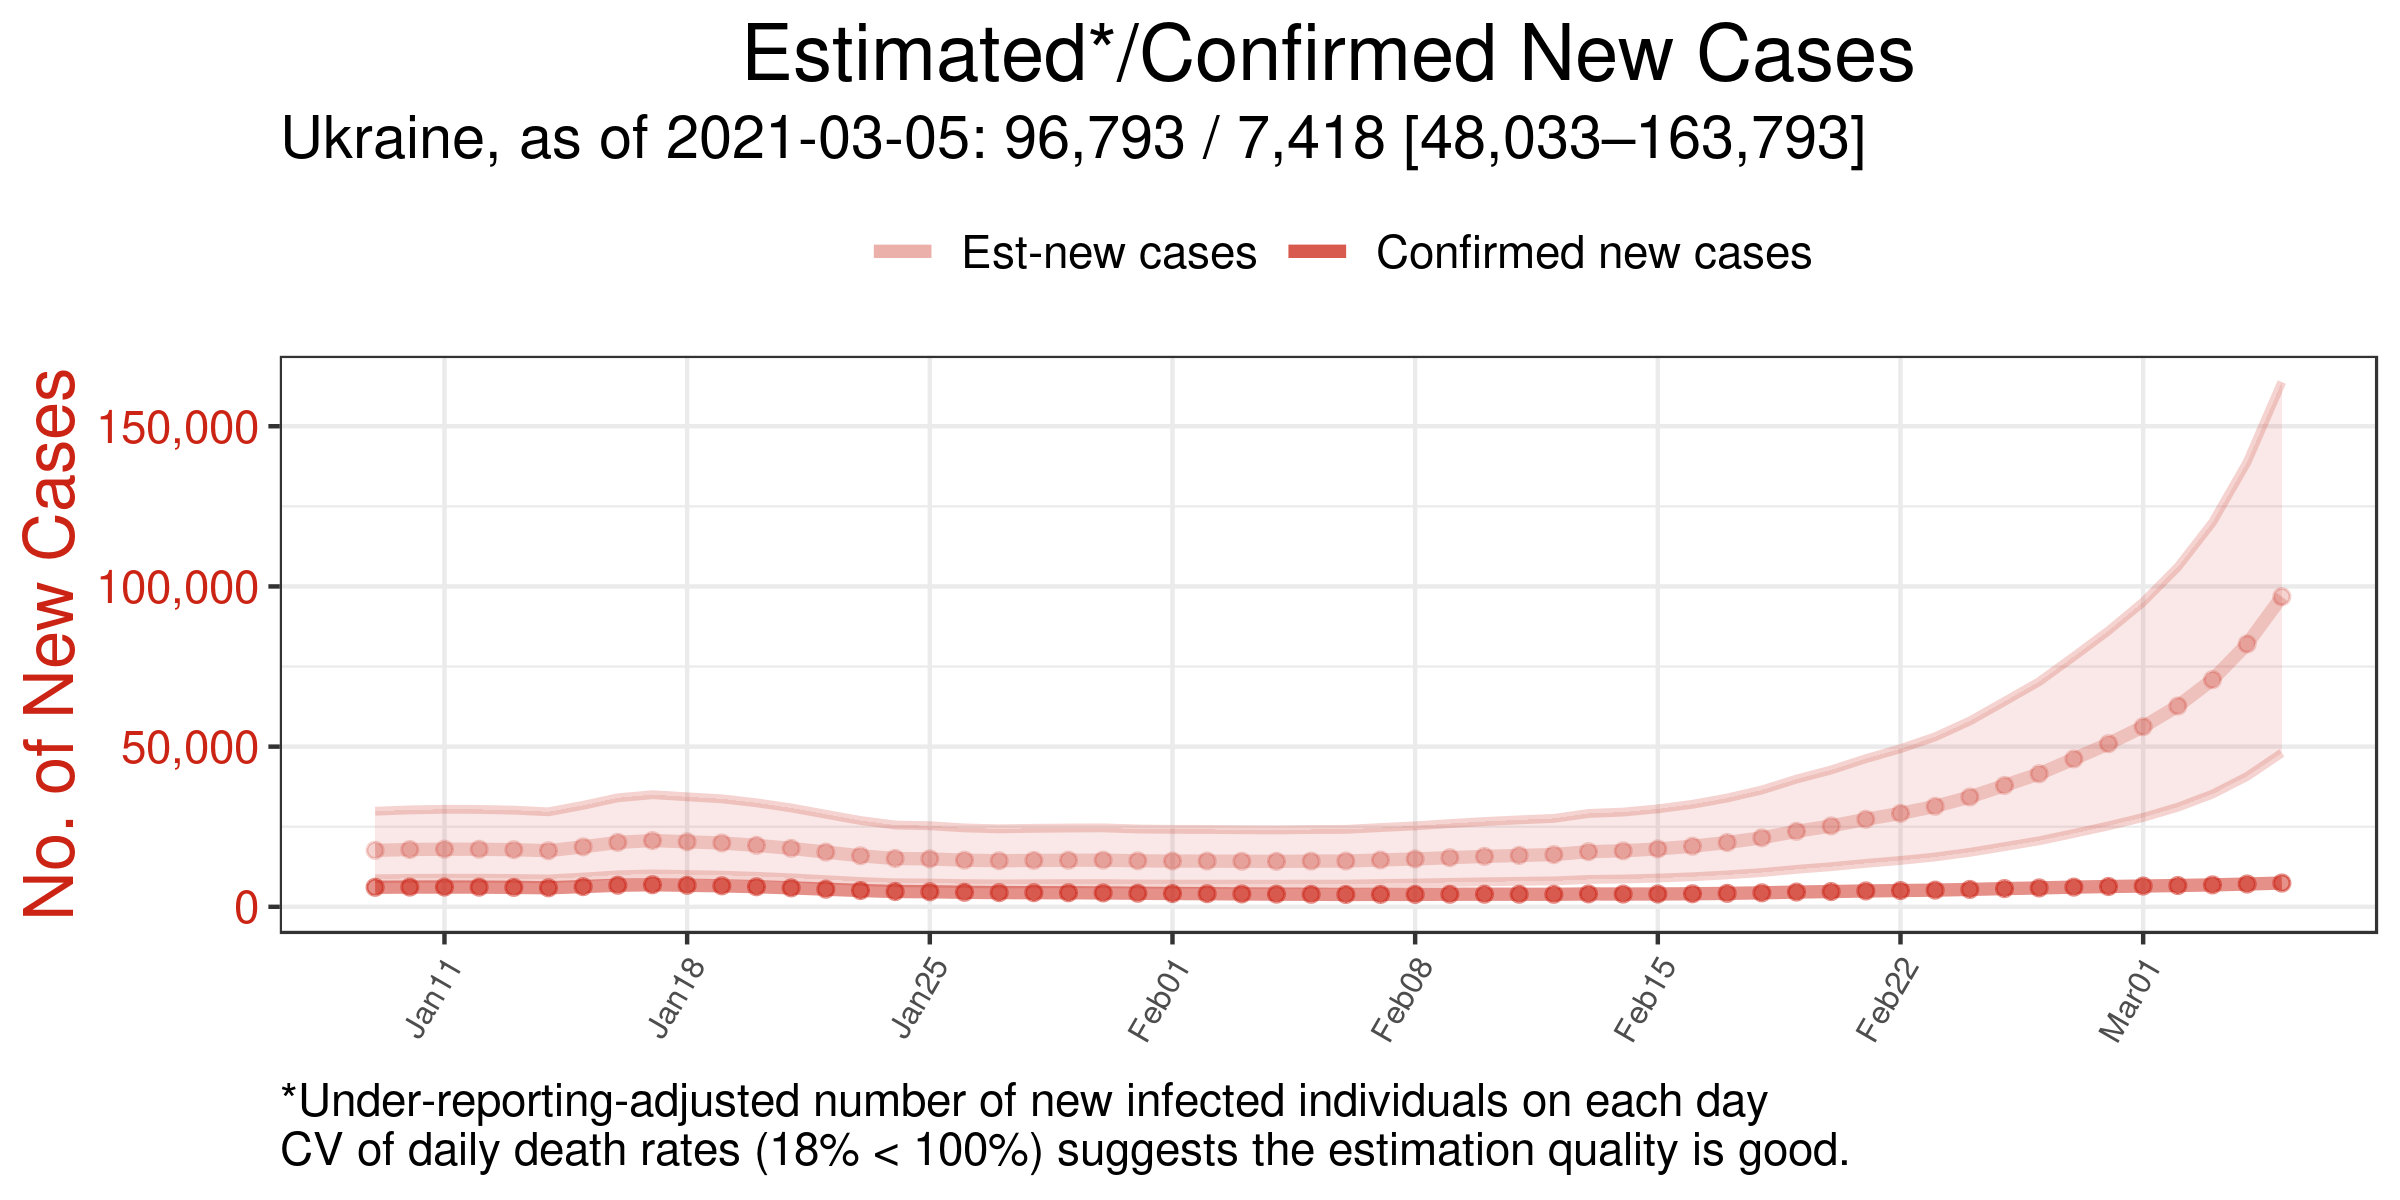 Estimated*/Confirmed New Cases
Ukraine, as of 2021-03-05: 96,793 / 7,418 [48,033–163,793]
Est-new cases Confirmed new cases
No. of New Cases
150,000
100,000
50,000
0
Jan11 Jan18 Jan25 Feb01 Feb08 Feb15 Feb22 Mar01
*Under-reporting-adjusted number of new infected individuals on each day
CV of daily death rates (18% < 100%) suggests the estimation quality is good.